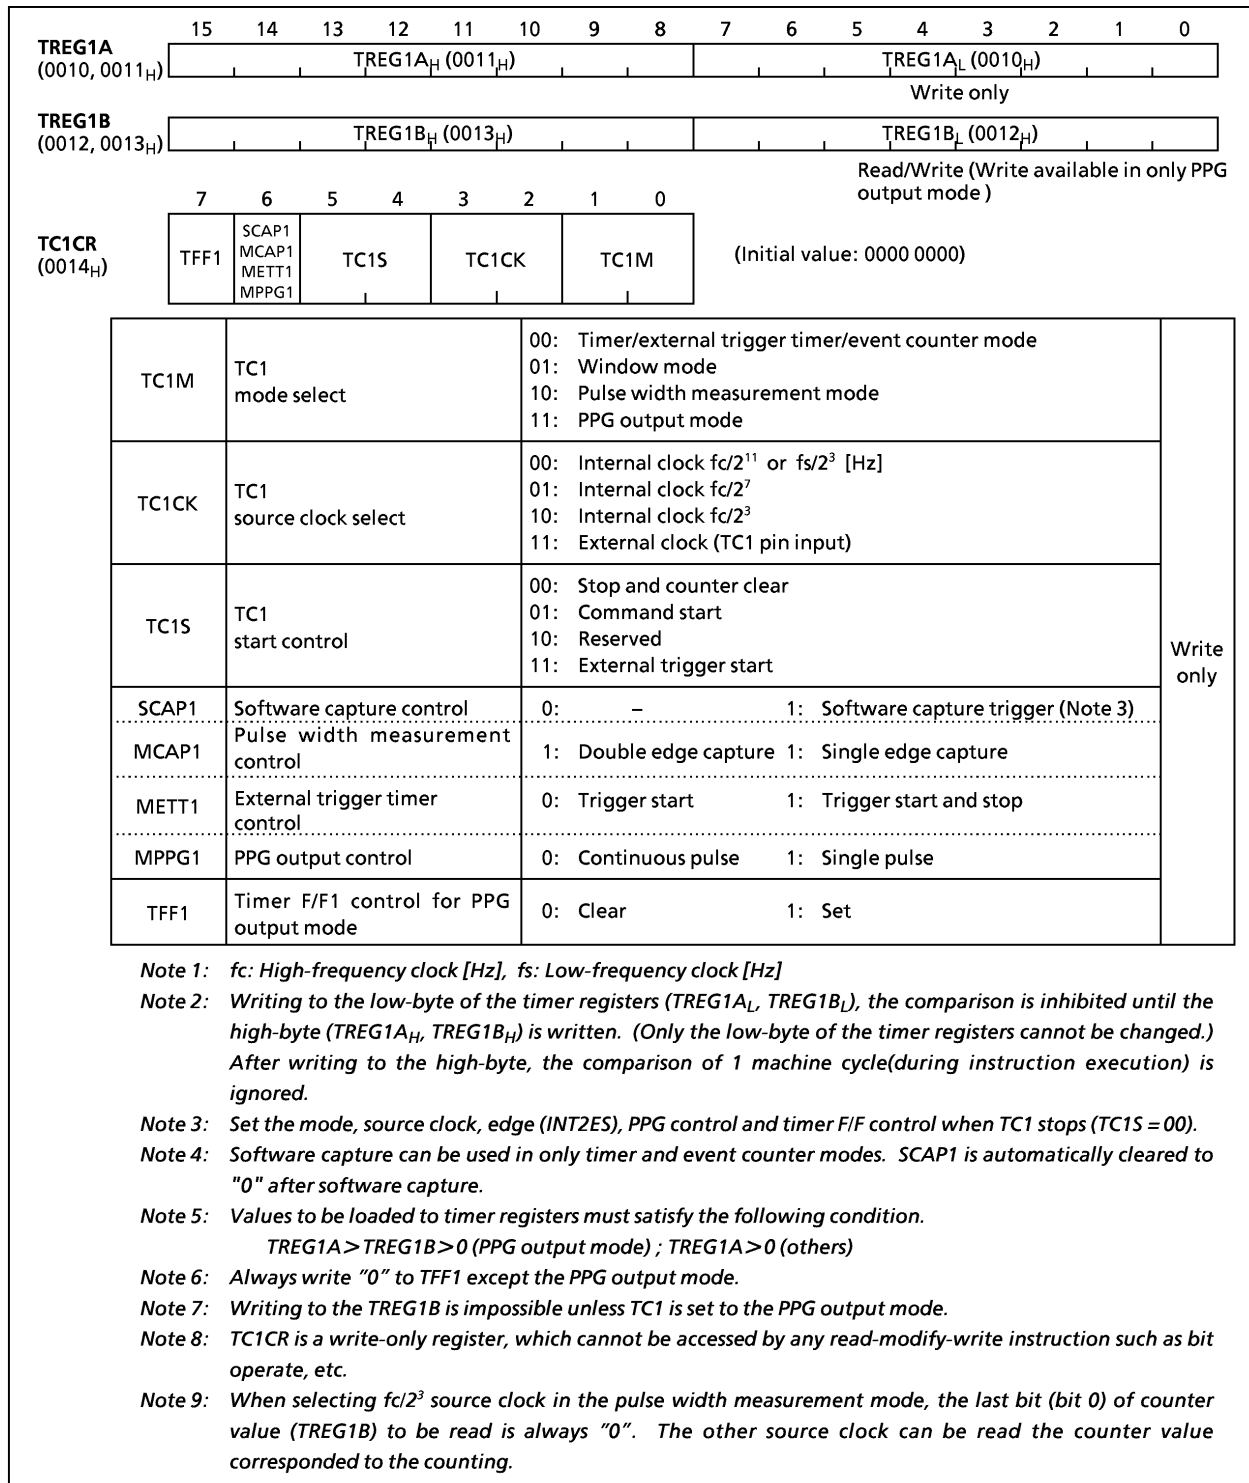 15 14 13 12 11 10 9 8 7 6 5 4 3 2 1 0
TREG1A
(0010, 0011H)
TREG1AH (0011H) TREG1AL (0010H)
Write only
TREG1B
(0012, 0013H)
TREG1BH (0013H) TREG1BL (0012H)
Read/Write (Write available in only PPG
output mode )
7 6 5 4 3 2 1 0
TC1CR
(0014H)
TFF1
SCAP1
MCAP1
METT1
MPPG1
TC1S TC1CK TC1M
(Initial value: 0000 0000)
TC1M
TC1
mode select
00: Timer/external trigger timer/event counter mode
01: Window mode
10: Pulse width measurement mode
11: PPG output mode
TC1CK
TC1
source clock select
00: Internal clock fc/2¹¹ or fs/2³ [Hz]
01: Internal clock fc/2⁷
10: Internal clock fc/2³
11: External clock (TC1 pin input)
TC1S
TC1
start control
00: Stop and counter clear
01: Command start
10: Reserved
11: External trigger start
Write
only
SCAP1 Software capture control 0: – 1: Software capture trigger (Note 3)
MCAP1
Pulse width measurement
control
1: Double edge capture 1: Single edge capture
METT1
External trigger timer
control
0: Trigger start 1: Trigger start and stop
MPPG1 PPG output control 0: Continuous pulse 1: Single pulse
TFF1
Timer F/F1 control for PPG
output mode
0: Clear 1: Set
Note 1: fc: High-frequency clock [Hz], fs: Low-frequency clock [Hz]
Note 2: Writing to the low-byte of the timer registers (TREG1AL, TREG1BL), the comparison is inhibited until the
high-byte (TREG1AH, TREG1BH) is written. (Only the low-byte of the timer registers cannot be changed.)
After writing to the high-byte, the comparison of 1 machine cycle(during instruction execution) is
ignored.
Note 3: Set the mode, source clock, edge (INT2ES), PPG control and timer F/F control when TC1 stops (TC1S = 00).
Note 4: Software capture can be used in only timer and event counter modes. SCAP1 is automatically cleared to
"0" after software capture.
Note 5: Values to be loaded to timer registers must satisfy the following condition.
TREG1A > TREG1B > 0 (PPG output mode) ; TREG1A > 0 (others)
Note 6: Always write "0" to TFF1 except the PPG output mode.
Note 7: Writing to the TREG1B is impossible unless TC1 is set to the PPG output mode.
Note 8: TC1CR is a write-only register, which cannot be accessed by any read-modify-write instruction such as bit
operate, etc.
Note 9: When selecting fc/2³ source clock in the pulse width measurement mode, the last bit (bit 0) of counter
value (TREG1B) to be read is always "0". The other source clock can be read the counter value
corresponded to the counting.